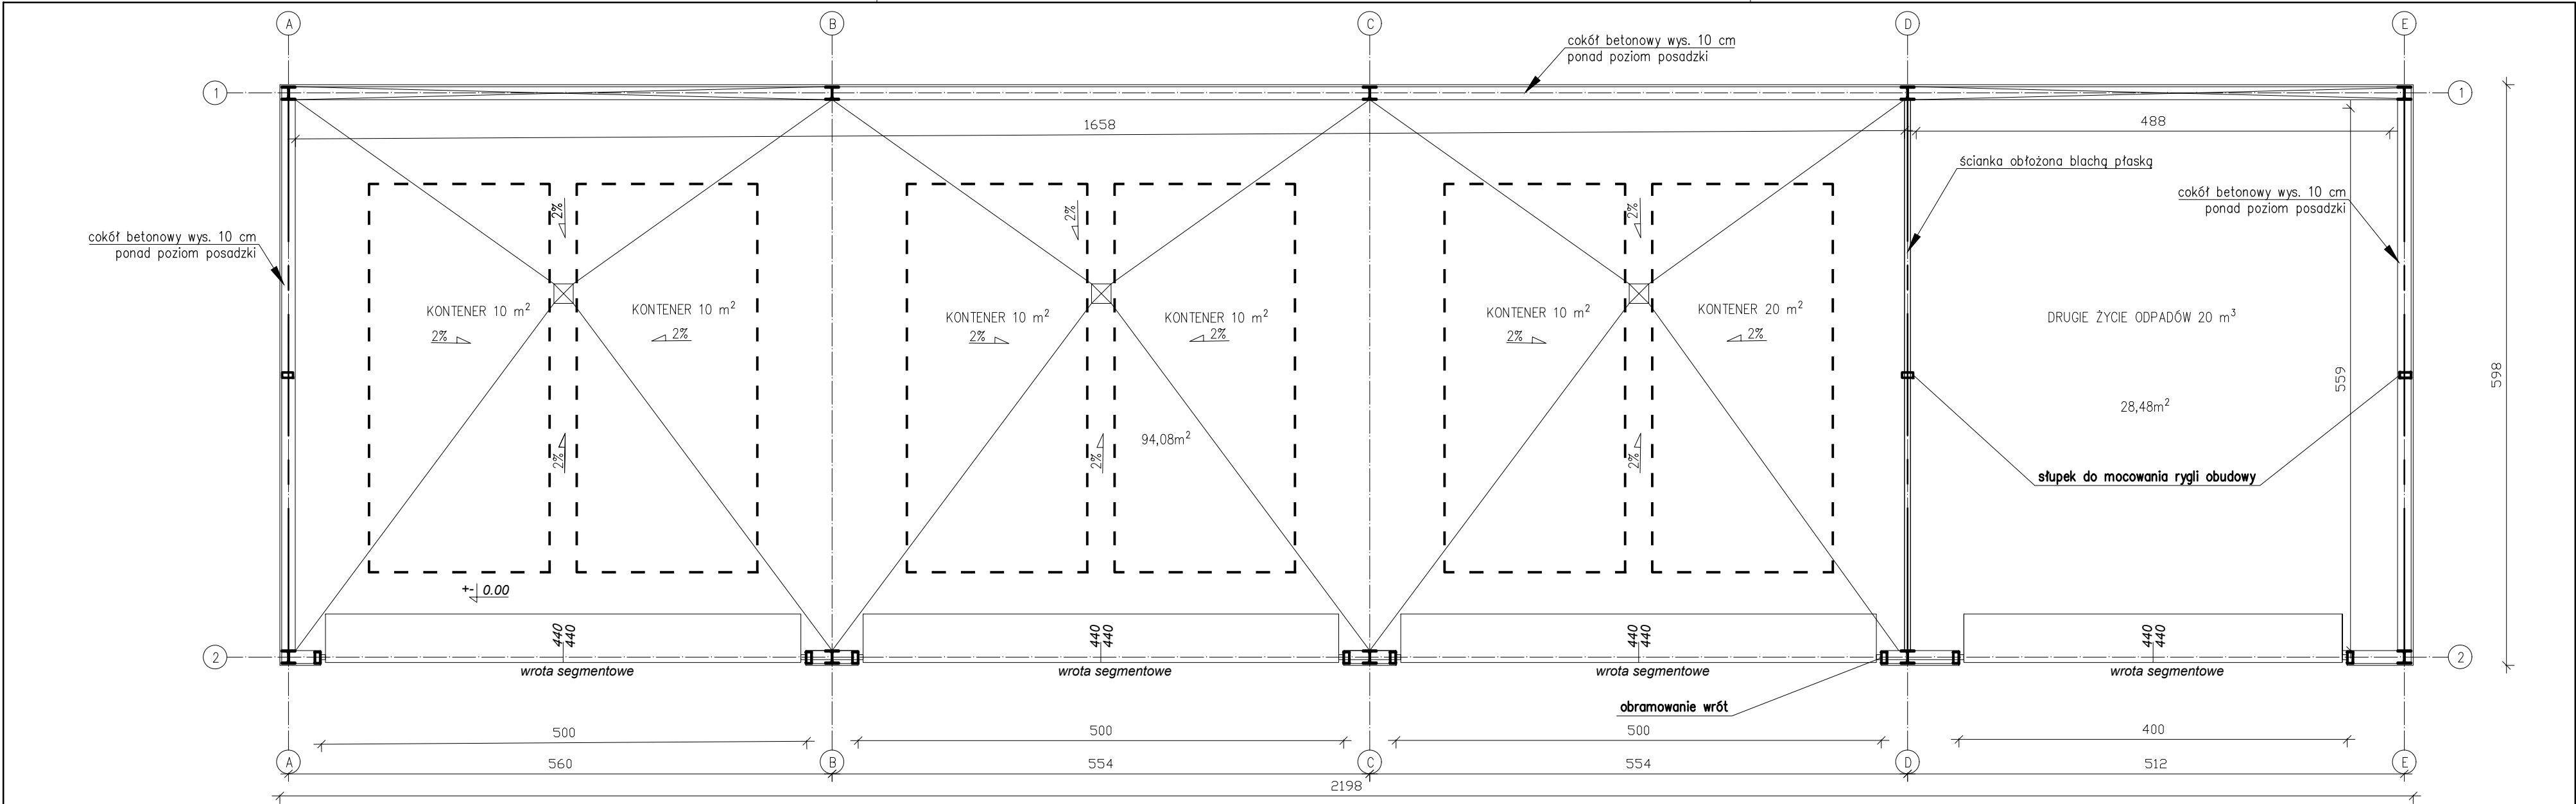 A B C D E
cokół betonowy wys. 10 cm
ponad poziom posadzki
1 1
1658 488
ścianka obłożona blachą płaską
cokół betonowy wys. 10 cm
ponad poziom posadzki
cokół betonowy wys. 10 cm
ponad poziom posadzki
2% 2% 2%
KONTENER 10 m² KONTENER 10 m² KONTENER 10 m² KONTENER 10 m² KONTENER 10 m² KONTENER 20 m²
2% 2% 2% 2% 2% 2%
DRUGIE ŻYCIE ODPADÓW 20 m³
559
598
28,48m²
94,08m²
2% 2% 2%
słupek do mocowania rygli obudowy
+- 0.00
440 440 440 440
440 440 440 440
2 2
wrota segmentowe wrota segmentowe wrota segmentowe wrota segmentowe
obramowanie wrót
500 500 500 400
A B C D E
560 554 554 512
2198